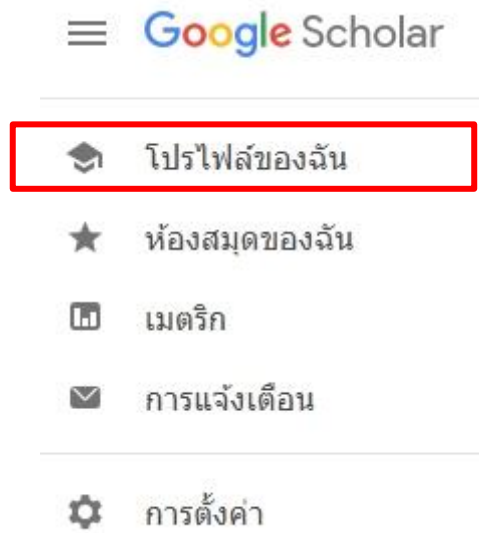 Google Scholar
โปรไฟล์ของฉัน
ห้องสมุดของฉัน
เมตริก
การแจ้งเตือน
การตั้งค่า